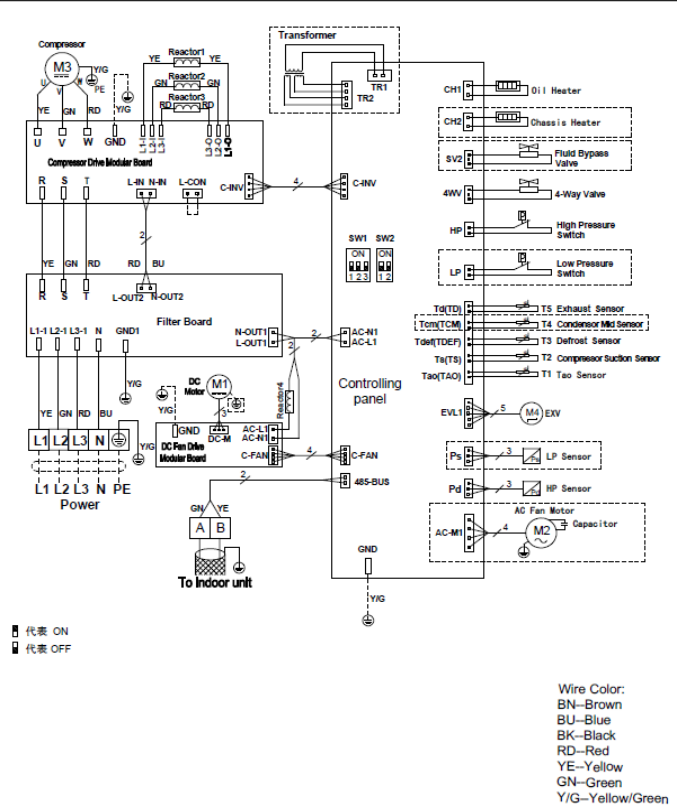 Transformer
TR1
TR2
Compressor
M3
Y/G
PE
U
V
W
YE
GN
RD
Y/G
YE
Reactor1
YE
GN
Reactor2
GN
RD
Reactor3
RD
U V W GND
L1-I
L2-I
L3-I
L3-O
L2-O
L1-O
Compressor Drive Modular Board
R S T
L-IN N-IN
L-CON
C-INV
4
C-INV
2
YE GN RD
RD BU
R S T
L-OUT2 N-OUT2
Filter Board
L1-1 L2-1 L3-1 N GND1
N-OUT1
L-OUT1
2
2
AC-N1
AC-L1
SW1 SW2
ON
ON
1 2 3
1 2
Y/G
YE GN RD BU
L1 L2 L3 N
Y/G
L1 L2 L3 N PE
Power
DC
Motor
M1
Y/G
3
Reactor4
GND
DC-M
AC-L1
AC-N1
DC Fan Drive
Modular Board
C-FAN
4
C-FAN
2
485-BUS
GN YE
A B
To Indoor unit
Controlling
panel
GND
Y/G
CH1
Oil Heater
CH2
Chassis Heater
SV2
Fluid Bypass
Valve
4WV
4-Way Valve
HP
P
High Pressure
Switch
LP
P
Low Pressure
Switch
Td(TD)
T5 Exhaust Sensor
Tcm(TCM)
T4 Condensor Mid Sensor
Tdef(TDEF)
T3 Defrost Sensor
Ts(TS)
T2 Compressor Suction Sensor
Tao(TAO)
T1 Tao Sensor
EVL1
5
M4
EXV
Ps
3
Ps
LP Sensor
Pd
3
Ps
HP Sensor
AC Fan Motor
AC-M1
4
M2
Capacitor
代表 ON
代表 OFF
Wire Color:
BN--Brown
BU--Blue
BK--Black
RD--Red
YE--Yellow
GN--Green
Y/G--Yellow/Green